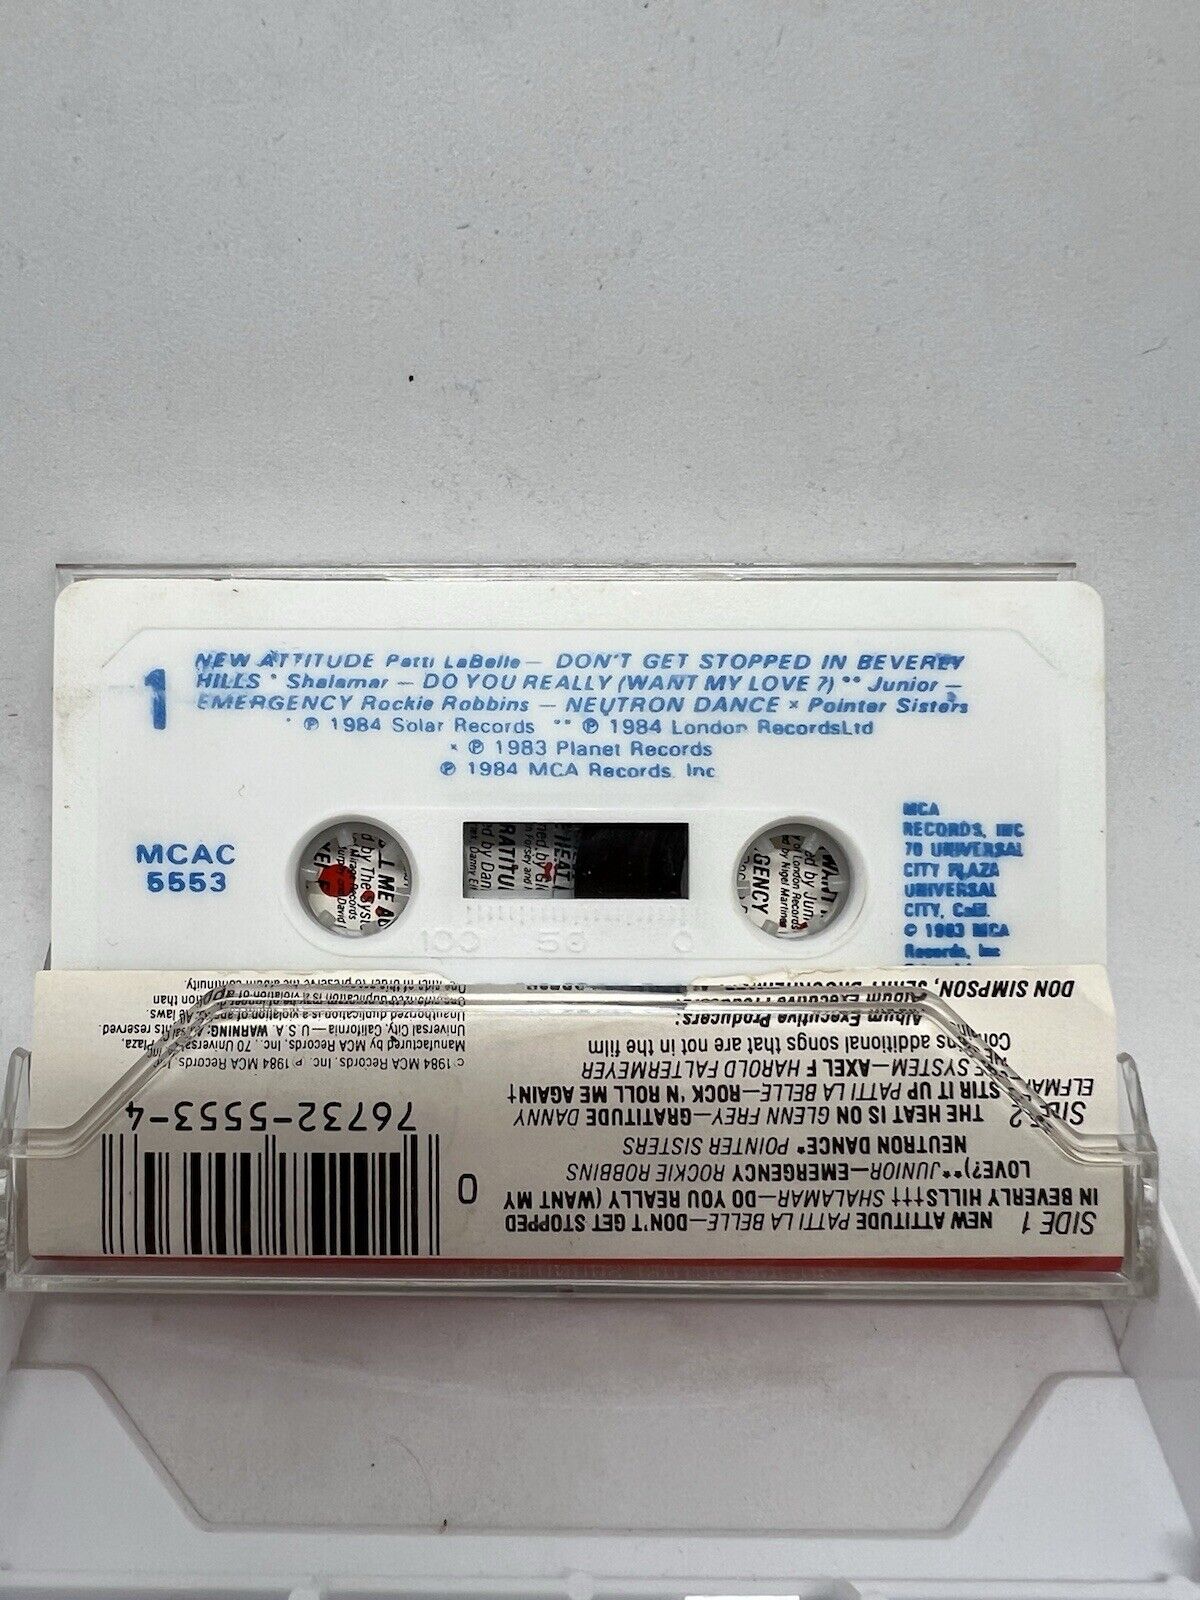 1
NEW ATTITUDE Patti LaBelle — DON'T GET STOPPED IN BEVERLY
HILLS * Shalamar — DO YOU REALLY (WANT MY LOVE ?) ** Junior —
EMERGENCY Rockie Robbins — NEUTRON DANCE × Pointer Sisters
* ℗ 1984 Solar Records ** ℗ 1984 London Records Ltd
× ℗ 1983 Planet Records
℗ 1984 MCA Records, Inc
MCAC
5553
MCA
RECORDS, INC
70 UNIVERSAL
CITY PLAZA
UNIVERSAL
CITY, Calif.
© 1983 MCA
Records, Inc
100 50 0
SIDE 1
NEW ATTITUDE PATTI LA BELLE—DON'T GET STOPPED
IN BEVERLY HILLS††† SHALAMAR—DO YOU REALLY (WANT MY
LOVE?)** JUNIOR—EMERGENCY ROCKIE ROBBINS
NEUTRON DANCE* POINTER SISTERS
SIDE 2
THE HEAT IS ON GLENN FREY—GRATITUDE DANNY
ELFMAN STIR IT UP PATTI LA BELLE—ROCK 'N ROLL ME AGAIN†
THE SYSTEM—AXEL F HAROLD FALTERMEYER
Contains additional songs that are not in the film
Album Executive Producers:
DON SIMPSON,
0
76732-5553-4
© 1984 MCA Records, Inc. ℗ 1984 MCA Records, Inc.
Manufactured by MCA Records, Inc., 70 Universal Plaza,
Universal City, California — U.S.A. WARNING: All rights reserved.
Unauthorized duplication is a violation of applicable laws.